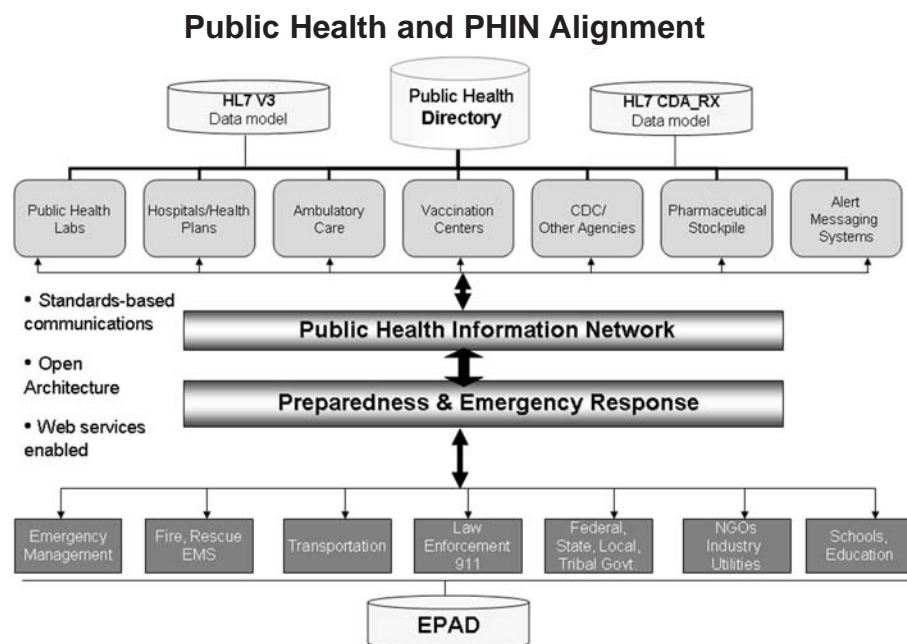 Public Health and PHIN Alignment
HL7 V3
Data model
Public Health
Directory
HL7 CDA_RX
Data model
Public Health
Labs
Hospitals/Health
Plans
Ambulatory
Care
Vaccination
Centers
CDC/
Other Agencies
Pharmaceutical
Stockpile
Alert
Messaging
Systems
• Standards-based
communications
• Open
Architecture
• Web services
enabled
Public Health Information Network
Preparedness & Emergency Response
Emergency
Management
Fire, Rescue
EMS
Transportation
Law
Enforcement
911
Federal,
State, Local,
Tribal Govt.
NGOs
Industry
Utilities
Schools,
Education
EPAD